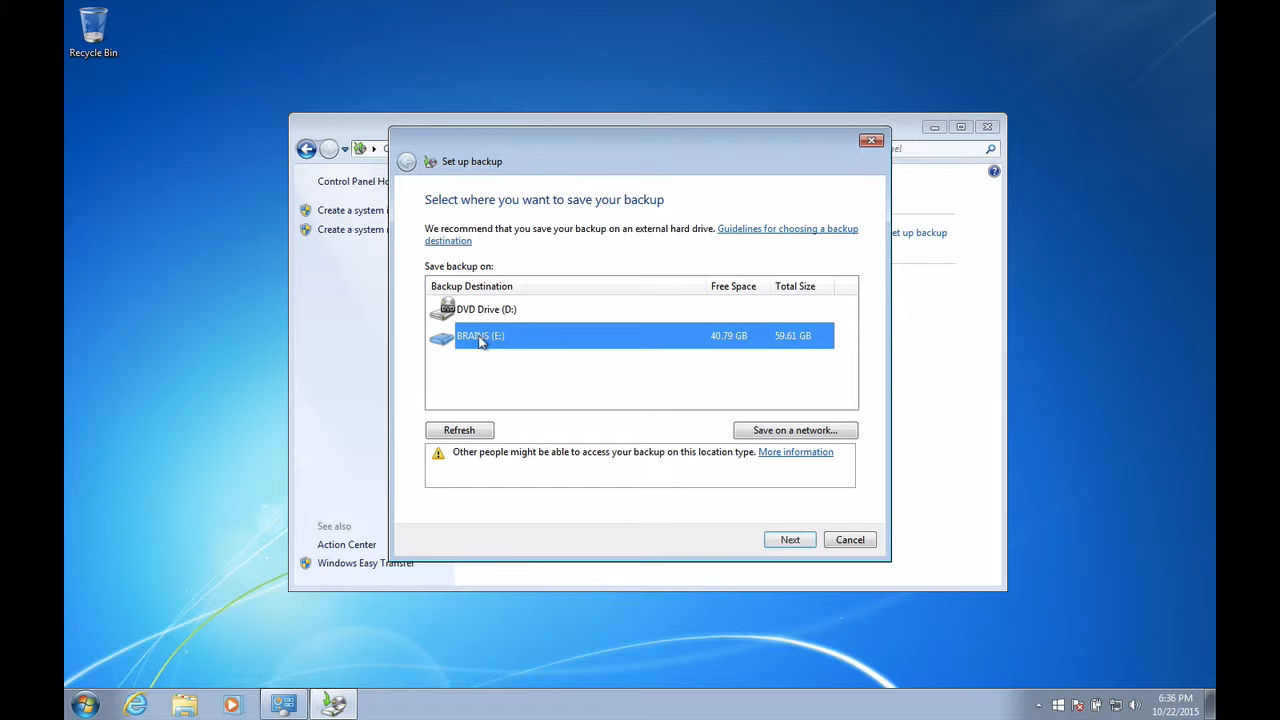 Recycle Bin
Set up backup
Control Panel Ho
Create a system i
Create a system r
et up backup
Select where you want to save your backup
We recommend that you save your backup on an external hard drive. Guidelines for choosing a backup
destination
Save backup on:
Backup Destination Free Space Total Size
DVD Drive (D:)
BRAINS (E:) 40.79 GB 59.61 GB
Refresh
Save on a network...
Other people might be able to access your backup on this location type. More information
Next
Cancel
See also
Action Center
Windows Easy Transfer
6:36 PM
10/22/2015